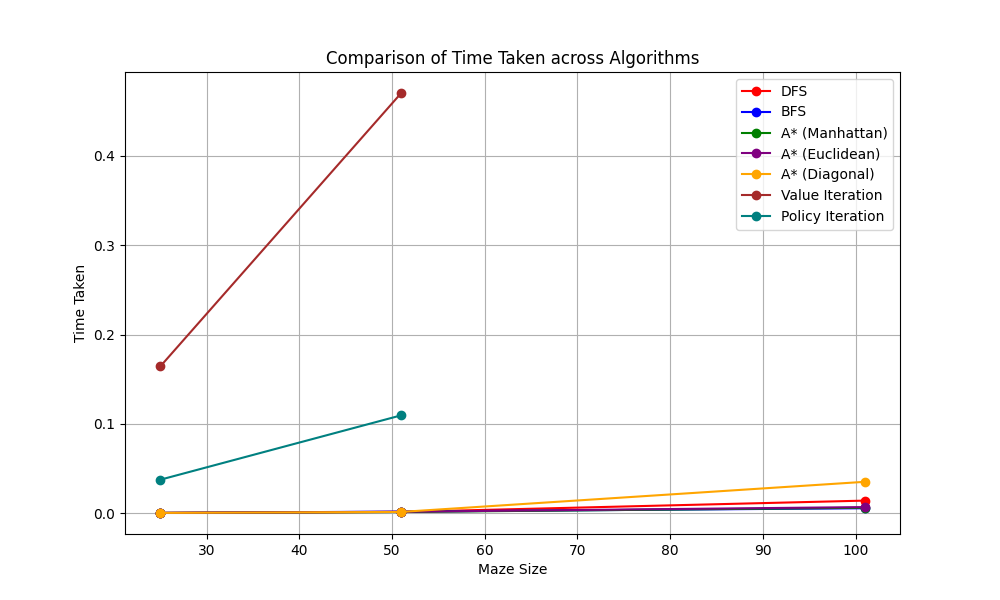 Comparison of Time Taken across Algorithms
DFS
BFS
A* (Manhattan)
A* (Euclidean)
A* (Diagonal)
Value Iteration
Policy Iteration
Time Taken
0.4
0.3
0.2
0.1
0.0
30 40 50 60 70 80 90 100
Maze Size